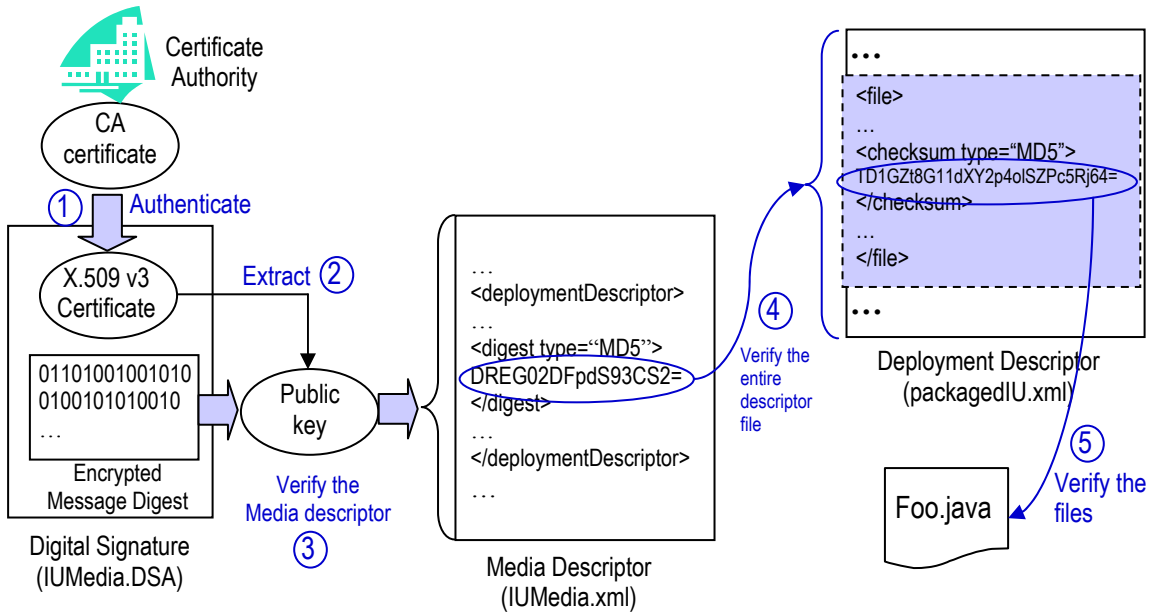 Certificate
Authority
CA
certificate
1
Authenticate
X.509 v3
Certificate
Extract
2
01101001001010
0100101010010
…
Encrypted
Message Digest
Digital Signature
(IUMedia.DSA)
Public
key
Verify the
Media descriptor
3
…
<deploymentDescriptor>
…
<digest type=“MD5”>
DREG02DFpdS93CS2=
</digest>
…
</deploymentDescriptor>
…
Media Descriptor
(IUMedia.xml)
4
Verify the
entire
descriptor
file
…
<file>
…
<checksum type=“MD5”>
TD1GZt8G11dXY2p4olSZPc5Rj64=
</checksum>
…
</file>
…
Deployment Descriptor
(packagedIU.xml)
5
Verify the
files
Foo.java